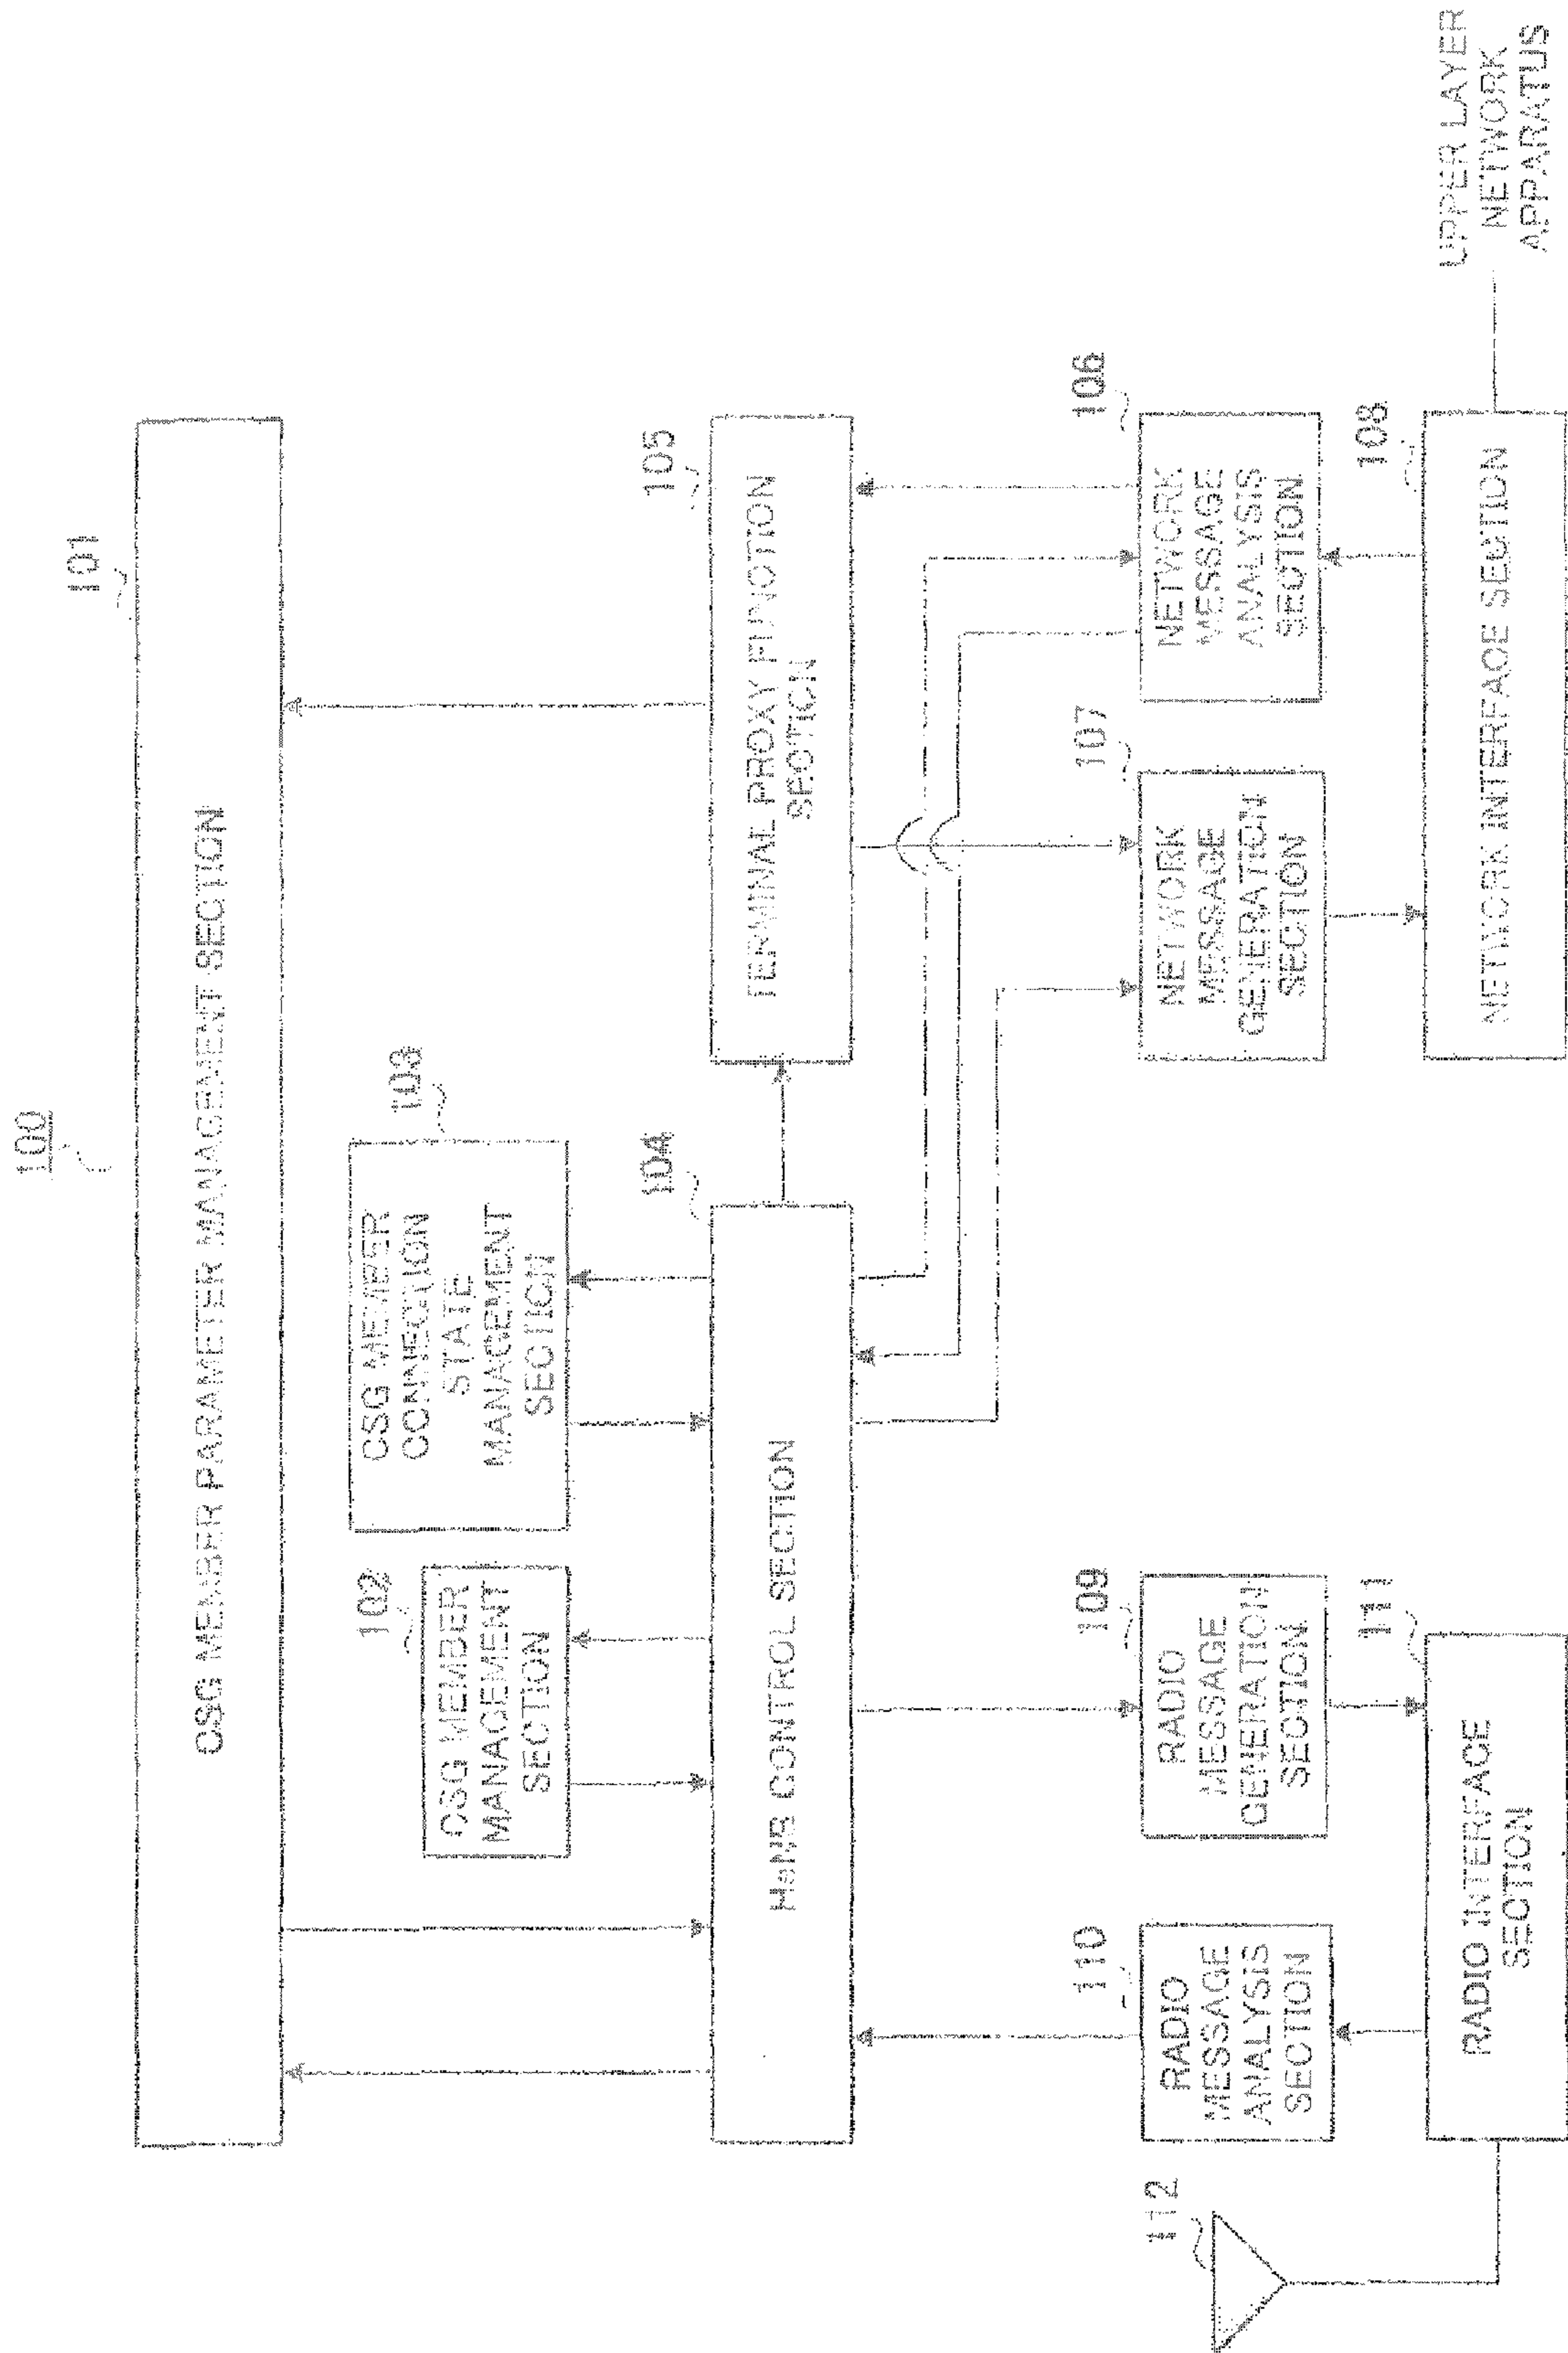 100
101
CSG MEMBER PARAMETER MANAGEMENT SECTION
102
CSG MEMBER
MANAGEMENT
SECTION
103
CSG MEMBER
CONNECTION
STATE
MANAGEMENT
SECTION
104
HeNB CONTROL SECTION
105
TERMINAL PROXY FUNCTION
SECTION
110
RADIO
MESSAGE
ANALYSIS
SECTION
109
RADIO
MESSAGE
GENERATION
SECTION
107
NETWORK
MESSAGE
GENERATION
SECTION
106
NETWORK
MESSAGE
ANALYSIS
SECTION
112
111
RADIO INTERFACE
SECTION
108
NETWORK INTERFACE SECTION
UPPER LAYER
NETWORK
APPARATUS